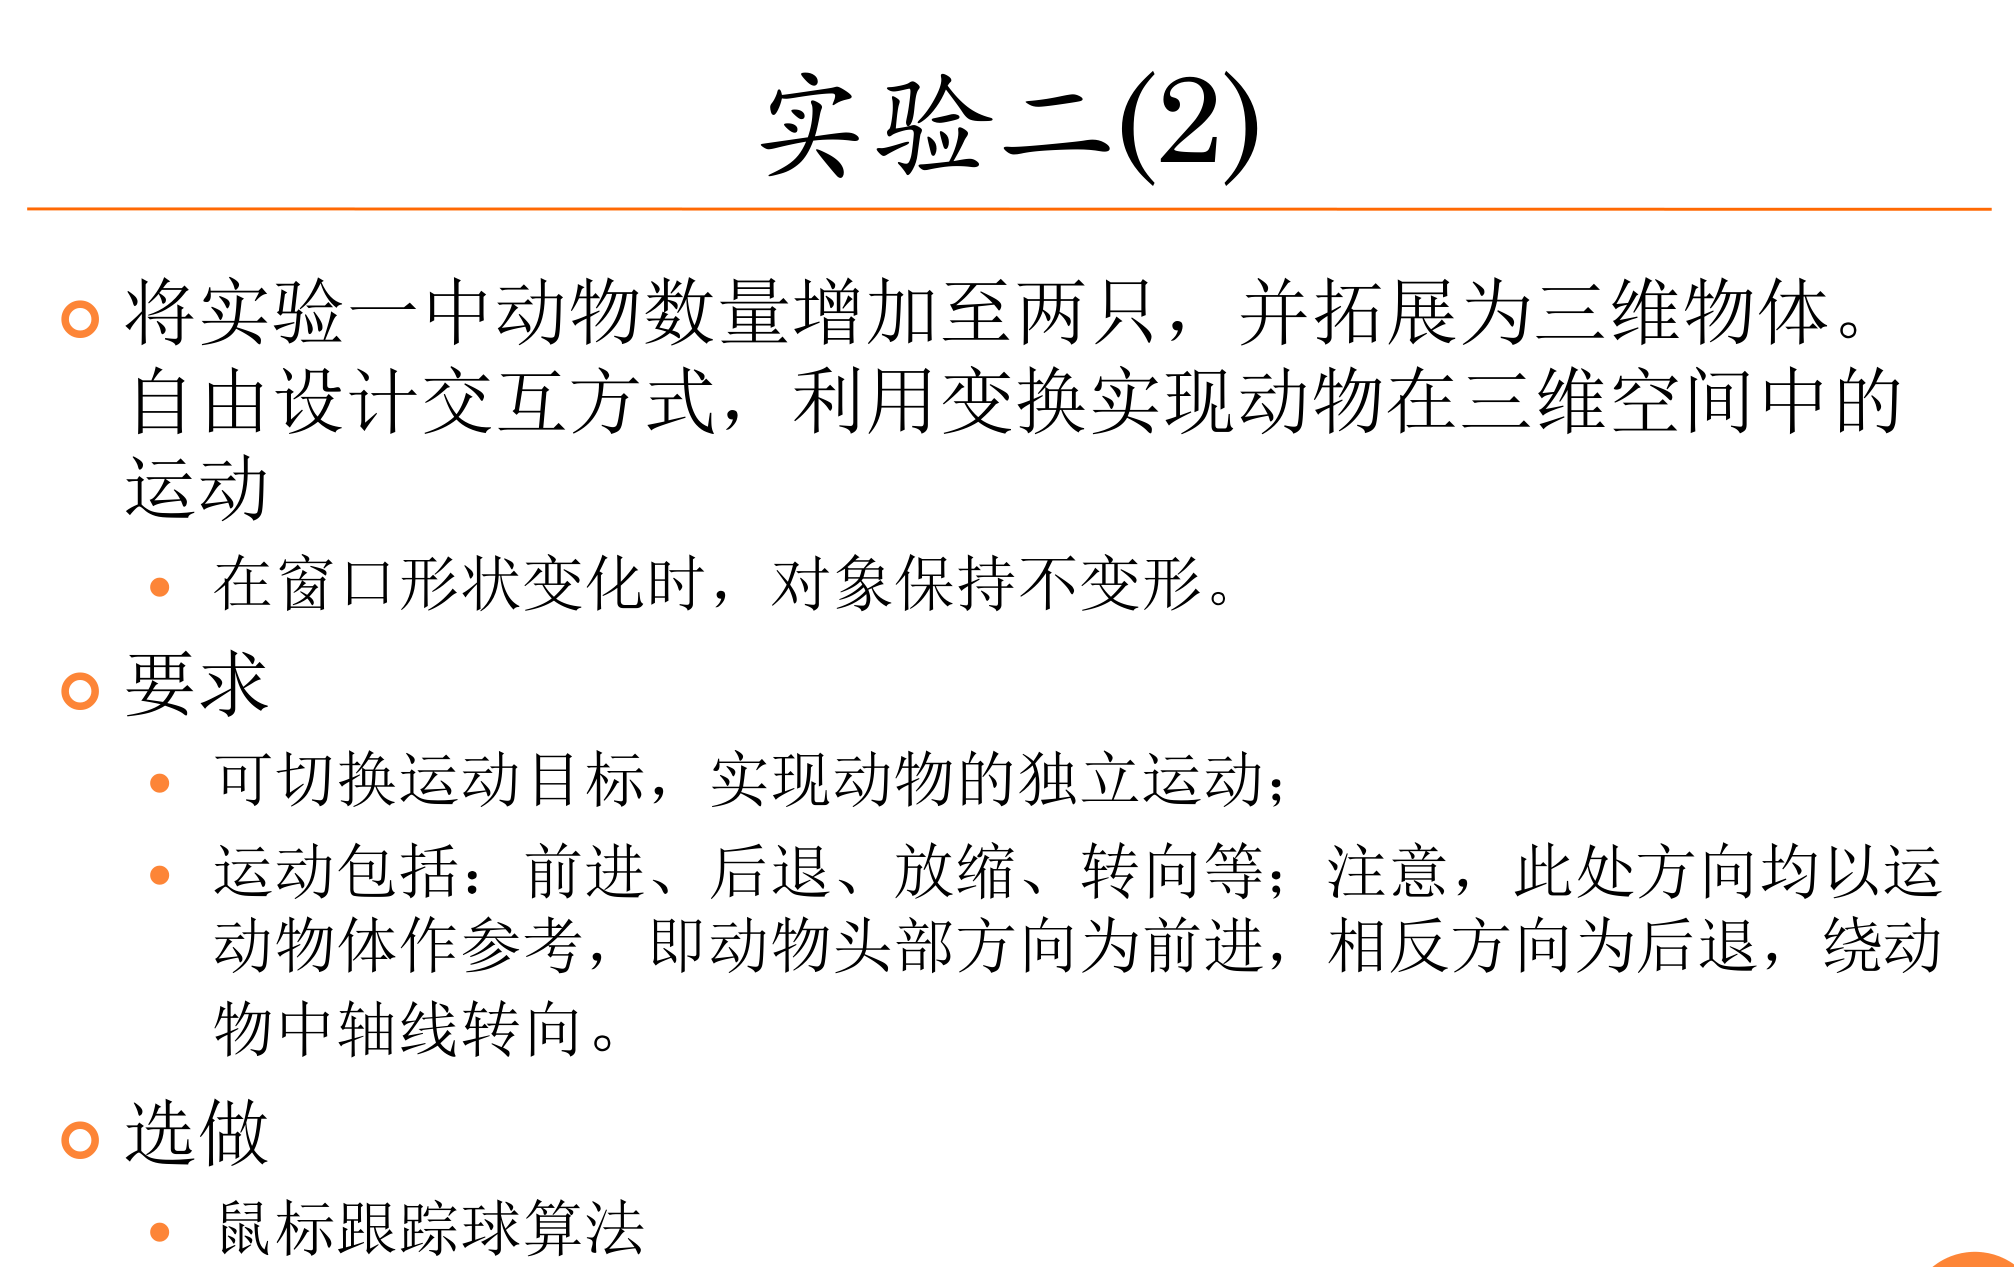 实验二(2)
将实验一中动物数量增加至两只，并拓展为三维物体。
自由设计交互方式，利用变换实现动物在三维空间中的
运动
在窗口形状变化时，对象保持不变形。
要求
可切换运动目标，实现动物的独立运动；
运动包括：前进、后退、放缩、转向等；注意，此处方向均以运
动物体作参考，即动物头部方向为前进，相反方向为后退，绕动
物中轴线转向。
选做
鼠标跟踪球算法